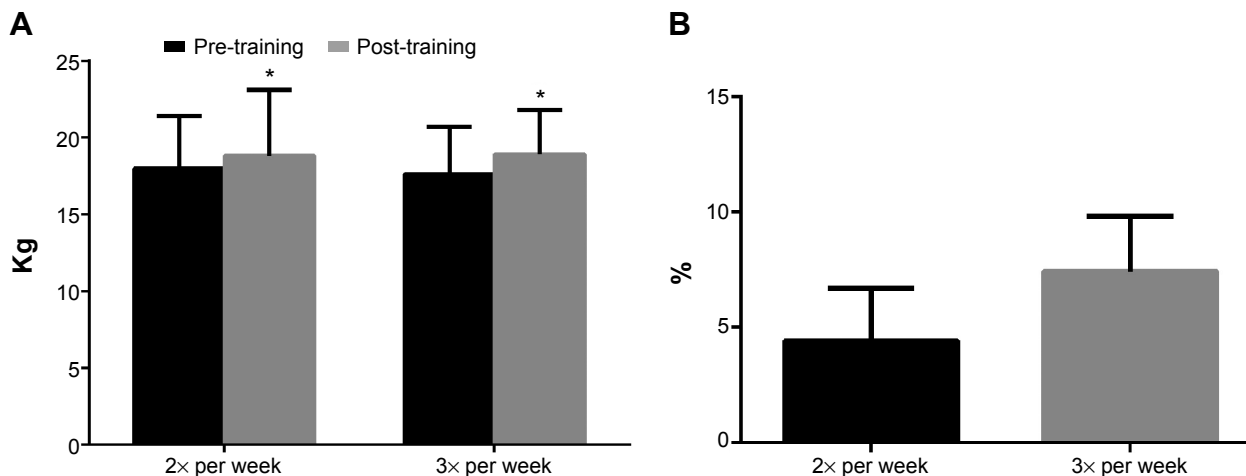 A
Pre-training Post-training
25
20
15
10
5
0
Kg
*
*
2× per week 3× per week
B
15
10
5
0
%
2× per week 3× per week